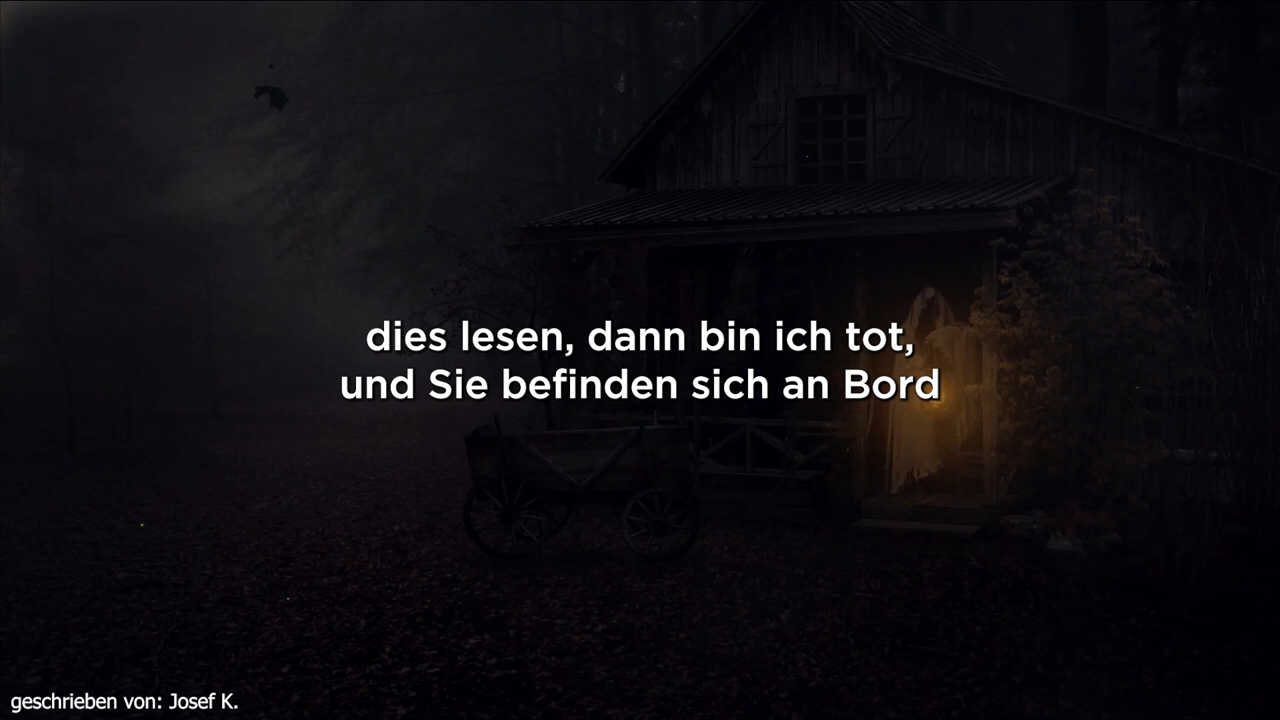 dies lesen, dann bin ich tot,
und Sie befinden sich an Bord
geschrieben von: Josef K.